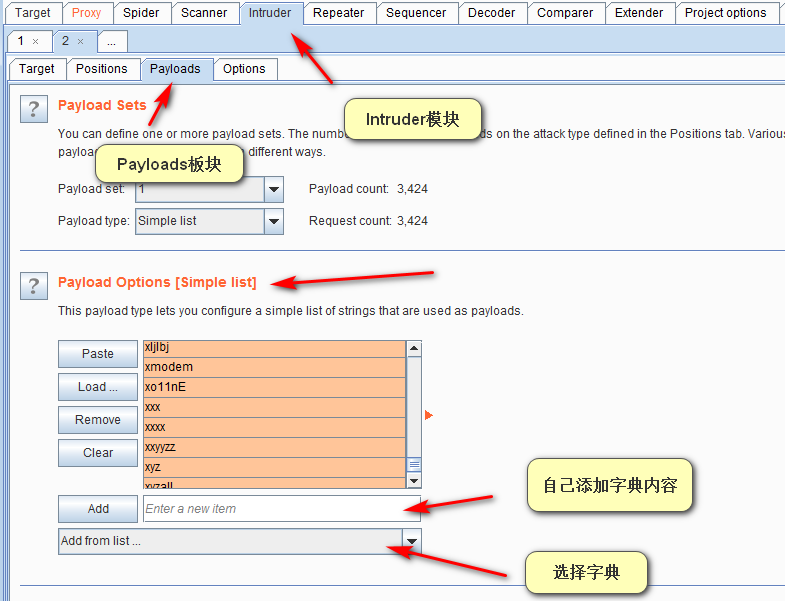 Target Proxy Spider Scanner Intruder Repeater Sequencer Decoder Comparer Extender Project options
1 × 2 × ...
Target Positions Payloads Options
? Payload Sets
Intruder模块
You can define one or more payload sets. The numb ds on the attack type defined in the Positions tab. Various
payloa different ways.
Payloads板块
Payload set: 1 Payload count: 3,424
Payload type: Simple list Request count: 3,424
? Payload Options [Simple list]
This payload type lets you configure a simple list of strings that are used as payloads.
Paste
Load ...
Remove
Clear
xljlbj
xmodem
xo11nE
xxx
xxxx
xxyyzz
xyz
xyzall
自己添加字典内容
Add Enter a new item
Add from list ...
选择字典